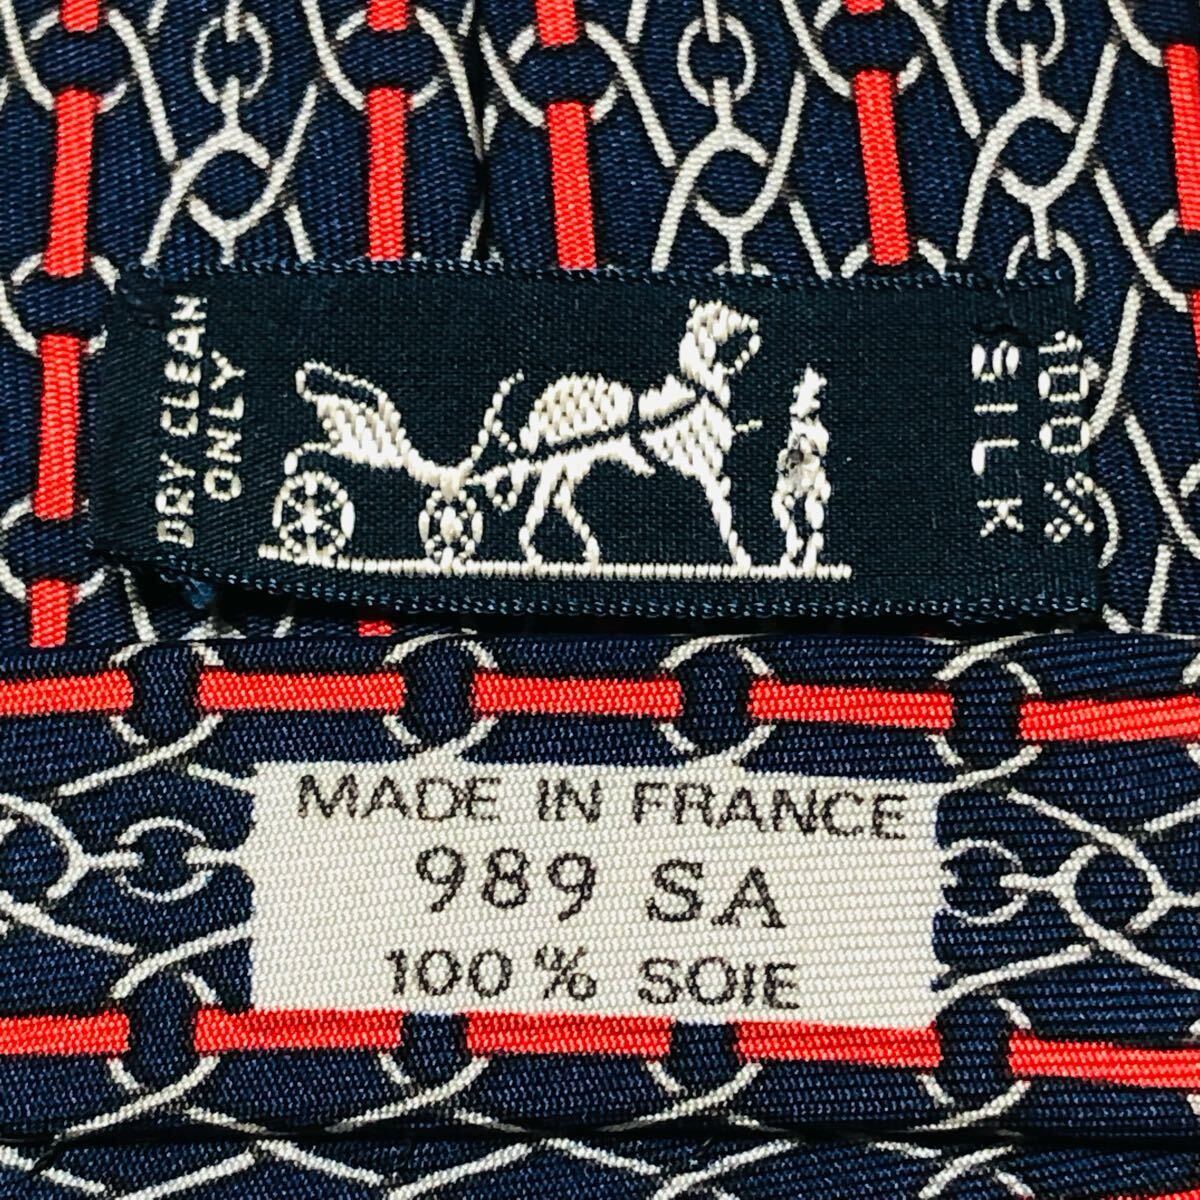 DRY CLEAN
ONLY
100%
SILK
MADE IN FRANCE
989 SA
100% SOIE